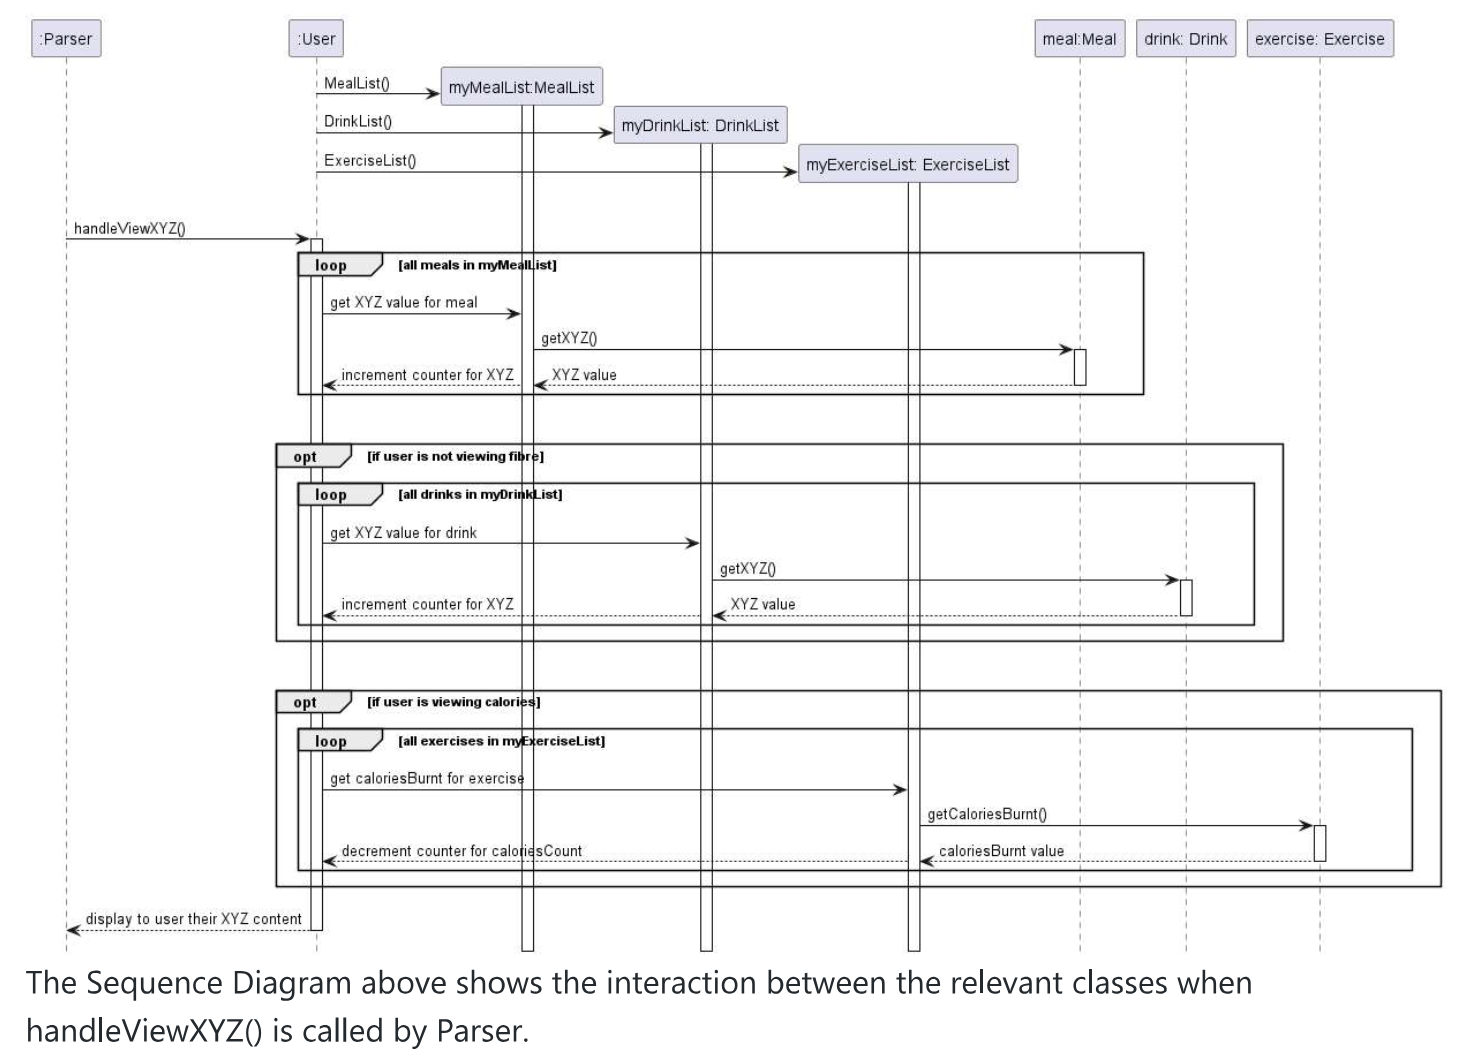 :Parser
:User
meal:Meal
drink: Drink
exercise: Exercise
MealList()
myMealList:MealList
DrinkList()
myDrinkList: DrinkList
ExerciseList()
myExerciseList: ExerciseList
handleViewXYZ()
loop [all meals in myMealList]
get XYZ value for meal
getXYZ()
increment counter for XYZ
XYZ value
opt [if user is not viewing fibre]
loop [all drinks in myDrinkList]
get XYZ value for drink
getXYZ()
increment counter for XYZ
XYZ value
opt [if user is viewing calories]
loop [all exercises in myExerciseList]
get caloriesBurnt for exercise
getCaloriesBurnt()
decrement counter for caloriesCount
caloriesBurnt value
display to user their XYZ content
The Sequence Diagram above shows the interaction between the relevant classes when
handleViewXYZ() is called by Parser.